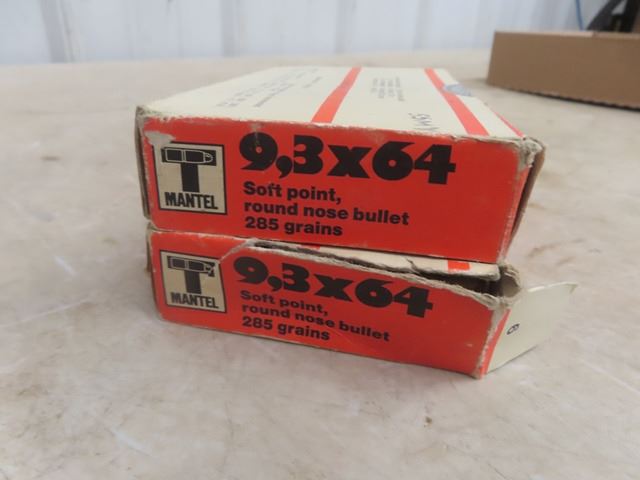 T
MANTEL
9,3x64
Soft point,
round nose bullet
285 grains
T
MANTEL
9,3x64
Soft point,
round nose bullet
285 grains